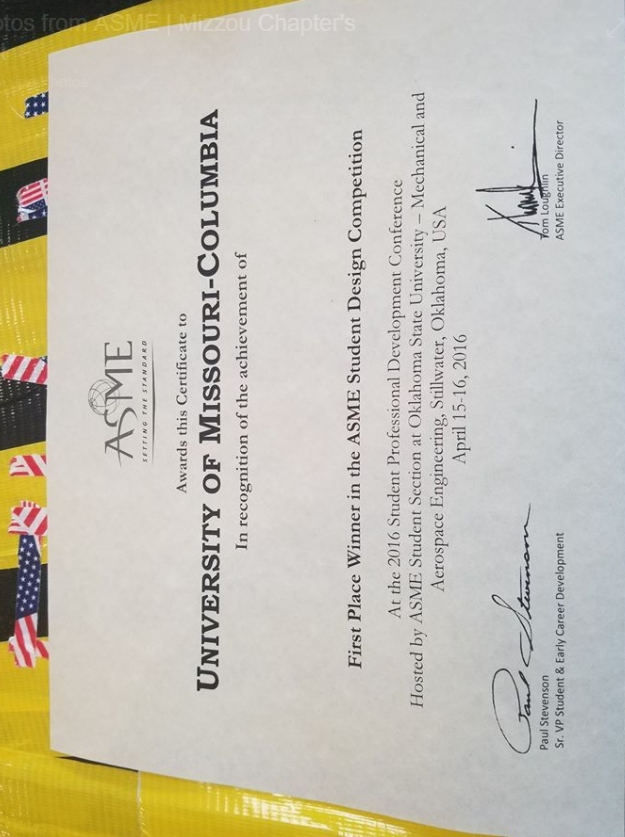 otos from ASME | Mizzou Chapter's
ASME
SETTING THE STANDARD
Awards this Certificate to
UNIVERSITY OF MISSOURI-COLUMBIA
In recognition of the achievement of
First Place Winner in the ASME Student Design Competition
At the 2016 Student Professional Development Conference
Hosted by ASME Student Section at Oklahoma State University – Mechanical and
Aerospace Engineering, Stillwater, Oklahoma, USA
April 15-16, 2016
Paul Stevenson
Paul Stevenson
Sr. VP Student & Early Career Development
Tom Loughlin
ASME Executive Director